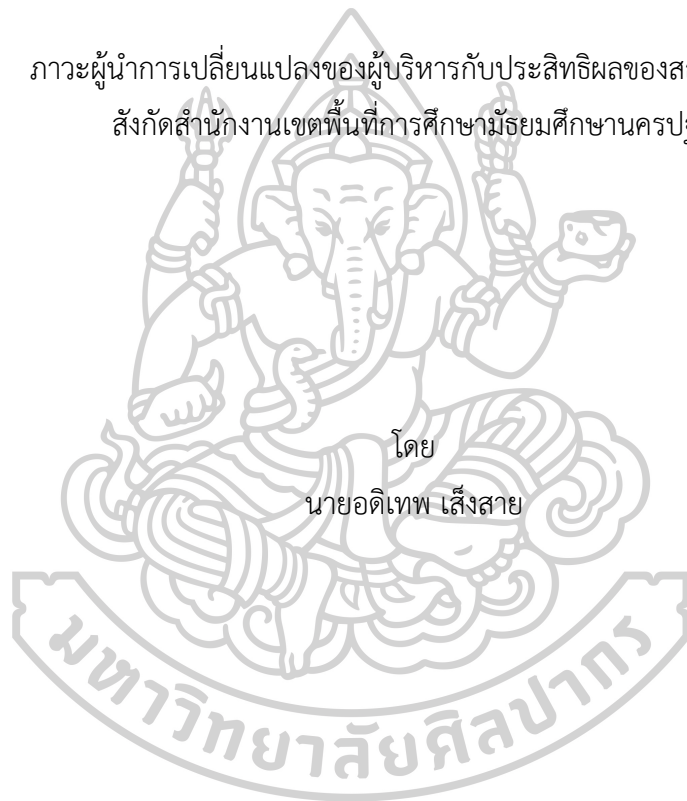 ภาวะผู้นำการเปลี่ยนแปลงของผู้บริหารกับประสิทธิผลของ
สังกัดสำนักงานเขตพื้นที่การศึกษามัธยมศึกษา
โดย
นายอดิเทพ เส็งสาย
มหาวิทยาลัยศิลปากร